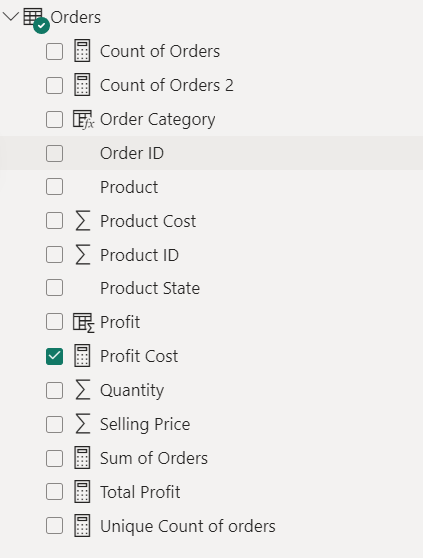 Orders
Count of Orders
Count of Orders 2
Order Category
Order ID
Product
Product Cost
Product ID
Product State
Profit
Profit Cost
Quantity
Selling Price
Sum of Orders
Total Profit
Unique Count of orders